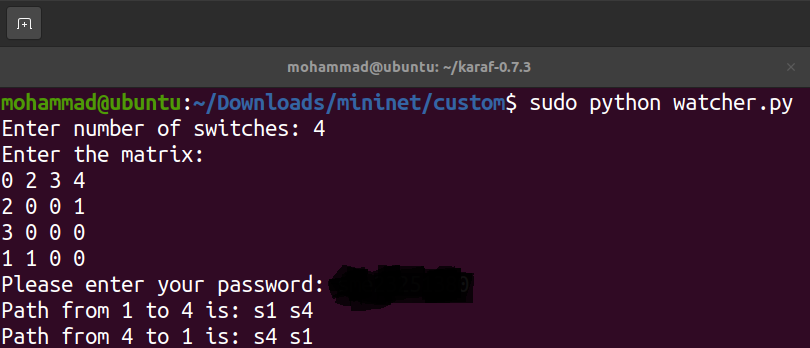 mohammad@ubuntu: ~/karaf-0.7.3
mohammad@ubuntu:~/Downloads/mininet/custom$ sudo python watcher.py
Enter number of switches: 4
Enter the matrix:
0 2 3 4
2 0 0 1
3 0 0 0
1 1 0 0
Please enter your password:
Path from 1 to 4 is: s1 s4
Path from 4 to 1 is: s4 s1